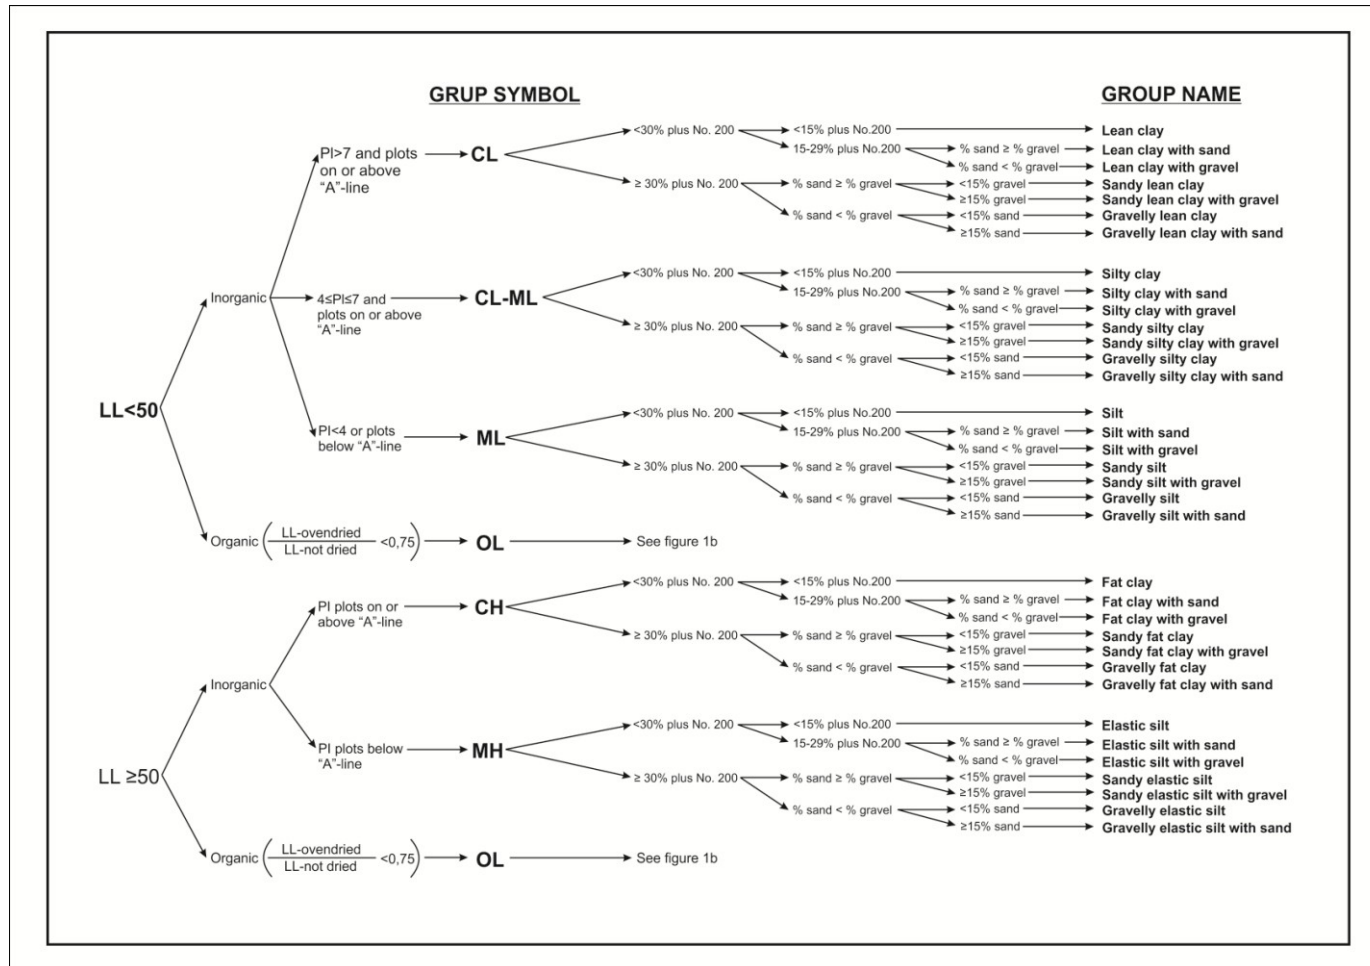 GRUP SYMBOL
GROUP NAME
LL<50
Inorganic
PI>7 and plots
on or above
“A”-line
CL
<30% plus No. 200
<15% plus No.200
Lean clay
15-29% plus No.200
% sand ≥ % gravel
Lean clay with sand
% sand < % gravel
Lean clay with gravel
≥ 30% plus No. 200
% sand ≥ % gravel
<15% gravel
Sandy lean clay
≥15% gravel
Sandy lean clay with gravel
% sand < % gravel
<15% sand
Gravelly lean clay
≥15% sand
Gravelly lean clay with sand
4≤PI≤7 and
plots on or above
“A”-line
CL-ML
<30% plus No. 200
<15% plus No.200
Silty clay
15-29% plus No.200
% sand ≥ % gravel
Silty clay with sand
% sand < % gravel
Silty clay with gravel
≥ 30% plus No. 200
% sand ≥ % gravel
<15% gravel
Sandy silty clay
≥15% gravel
Sandy silty clay with gravel
% sand < % gravel
<15% sand
Gravelly silty clay
≥15% sand
Gravelly silty clay with sand
PI<4 or plots
below “A”-line
ML
<30% plus No. 200
<15% plus No.200
Silt
15-29% plus No.200
% sand ≥ % gravel
Silt with sand
% sand < % gravel
Silt with gravel
≥ 30% plus No. 200
% sand ≥ % gravel
<15% gravel
Sandy silt
≥15% gravel
Sandy silt with gravel
% sand < % gravel
<15% sand
Gravelly silt
≥15% sand
Gravelly silt with sand
Organic
LL-ovendried
LL-not dried
<0,75
OL
See figure 1b
LL ≥50
Inorganic
PI plots on or
above “A”-line
CH
<30% plus No. 200
<15% plus No.200
Fat clay
15-29% plus No.200
% sand ≥ % gravel
Fat clay with sand
% sand < % gravel
Fat clay with gravel
≥ 30% plus No. 200
% sand ≥ % gravel
<15% gravel
Sandy fat clay
≥15% gravel
Sandy fat clay with gravel
% sand < % gravel
<15% sand
Gravelly fat clay
≥15% sand
Gravelly fat clay with sand
PI plots below
“A”-line
MH
<30% plus No. 200
<15% plus No.200
Elastic silt
15-29% plus No.200
% sand ≥ % gravel
Elastic silt with sand
% sand < % gravel
Elastic silt with gravel
≥ 30% plus No. 200
% sand ≥ % gravel
<15% gravel
Sandy elastic silt
≥15% gravel
Sandy elastic silt with gravel
% sand < % gravel
<15% sand
Gravelly elastic silt
≥15% sand
Gravelly elastic silt with sand
Organic
LL-ovendried
LL-not dried
<0,75
OL
See figure 1b